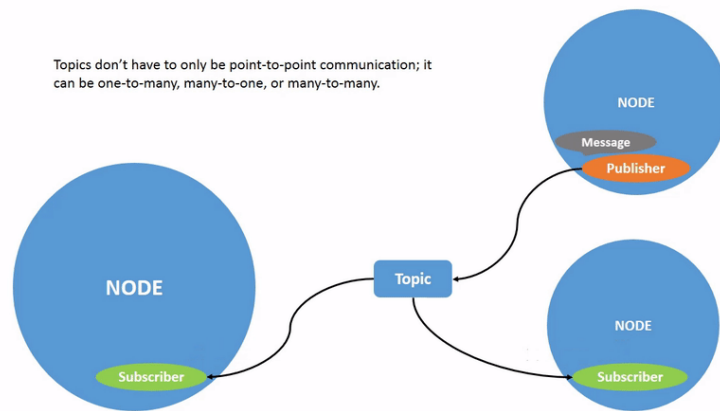 Topics don't have to only be point-to-point communication; it
can be one-to-many, many-to-one, or many-to-many.
NODE
Message
Publisher
Topic
NODE
Subscriber
NODE
Subscriber